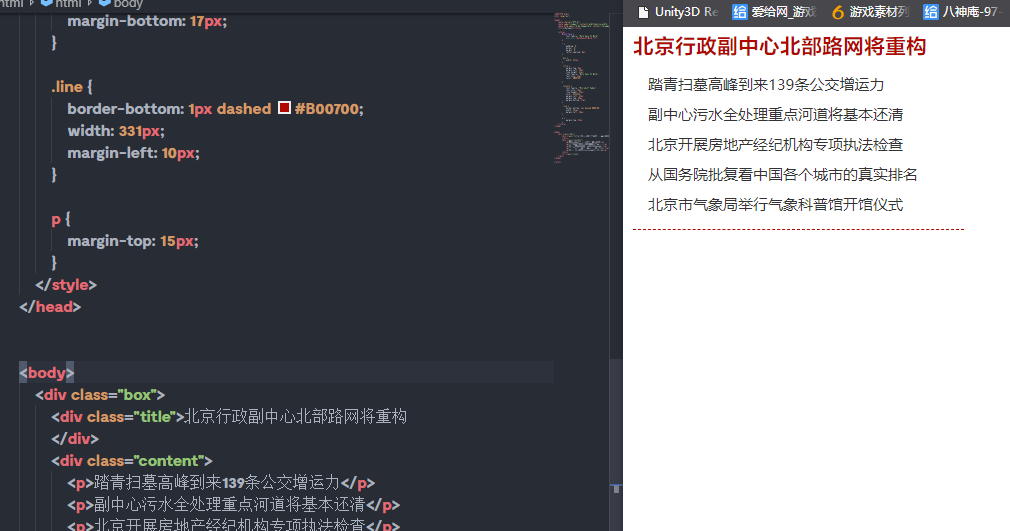 html > html > body
margin-bottom: 17px;
}
.line {
border-bottom: 1px dashed #B00700;
width: 331px;
margin-left: 10px;
}
p {
margin-top: 15px;
}
</style>
</head>
<body>
<div class="box">
<div class="title">北京行政副中心北部路网将重构
</div>
<div class="content">
<p>踏青扫墓高峰到来139条公交增运力</p>
<p>副中心污水全处理重点河道将基本还清</p>
<p>北京开展房地产经纪机构专项执法检查</p>
Unity3D Re 给 爱给网_游戏 6 游戏素材列 给 八神庵-97-
北京行政副中心北部路网将重构
踏青扫墓高峰到来139条公交增运力
副中心污水全处理重点河道将基本还清
北京开展房地产经纪机构专项执法检查
从国务院批复看中国各个城市的真实排名
北京市气象局举行气象科普馆开馆仪式